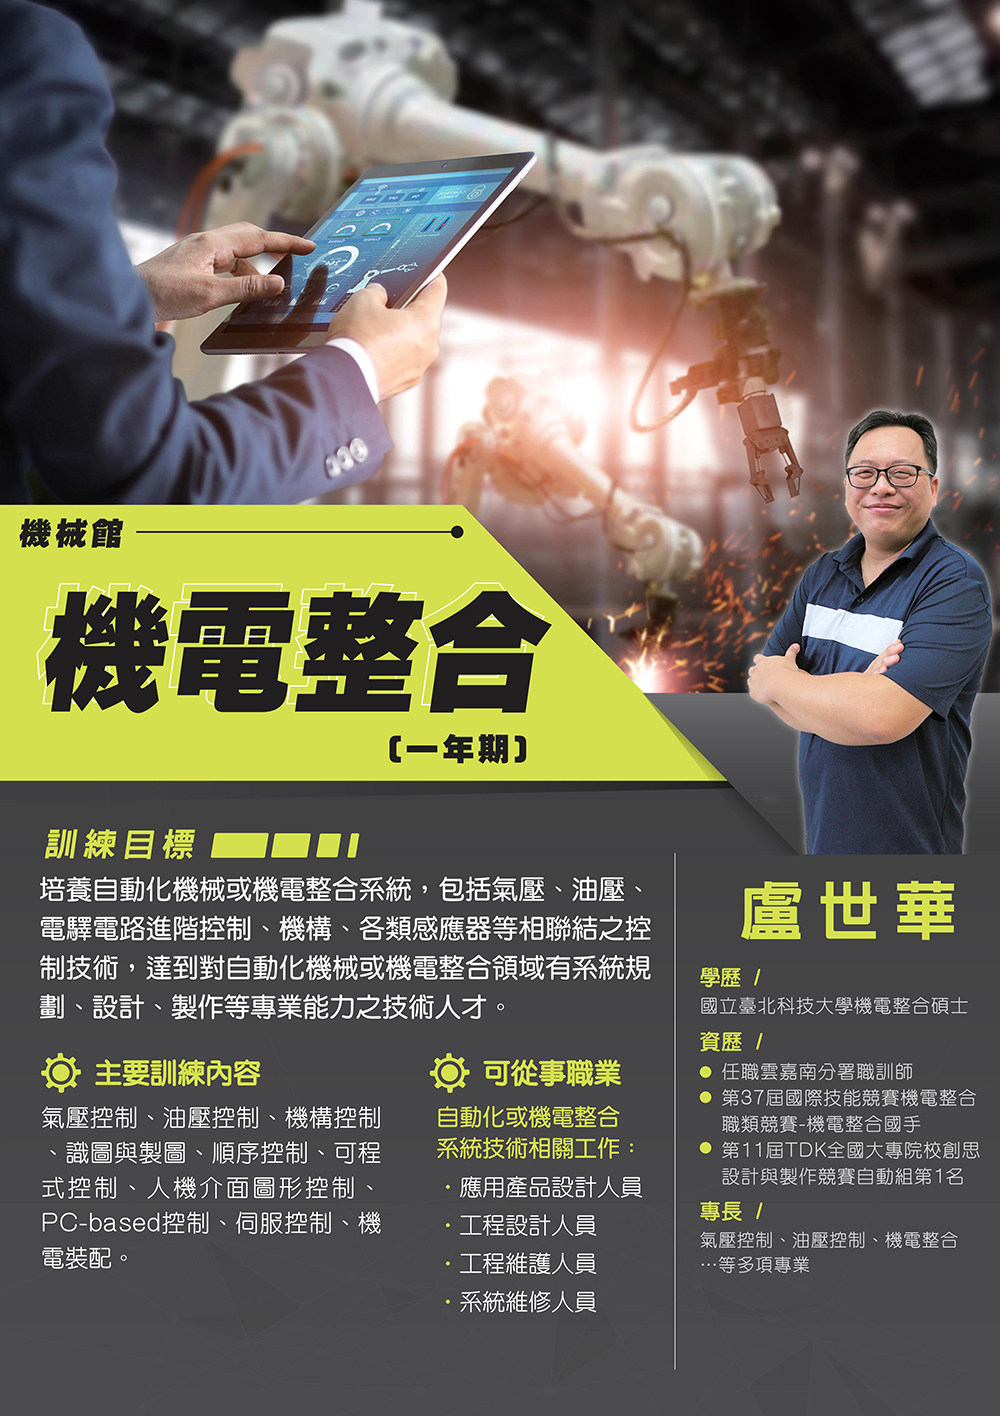 機械館
機電整合
〔一年期〕
訓練目標
培養自動化機械或機電整合系統，包括氣壓、油壓、
電驛電路進階控制、機構、各類感應器等相聯結之控
制技術，達到對自動化機械或機電整合領域有系統規
劃、設計、製作等專業能力之技術人才。
主要訓練內容
氣壓控制、油壓控制、機構控制
、識圖與製圖、順序控制、可程
式控制、人機介面圖形控制、
PC-based控制、伺服控制、機
電裝配。
可從事職業
自動化或機電整合
系統技術相關工作：
·應用產品設計人員
·工程設計人員
·工程維護人員
·系統維修人員
盧世華
學歷 /
國立臺北科技大學機電整合碩士
資歷 /
● 任職雲嘉南分署職訓師
● 第37屆國際技能競賽機電整合
職類競賽-機電整合國手
● 第11屆TDK全國大專院校創思
設計與製作競賽自動組第1名
專長 /
氣壓控制、油壓控制、機電整合
…等多項專業